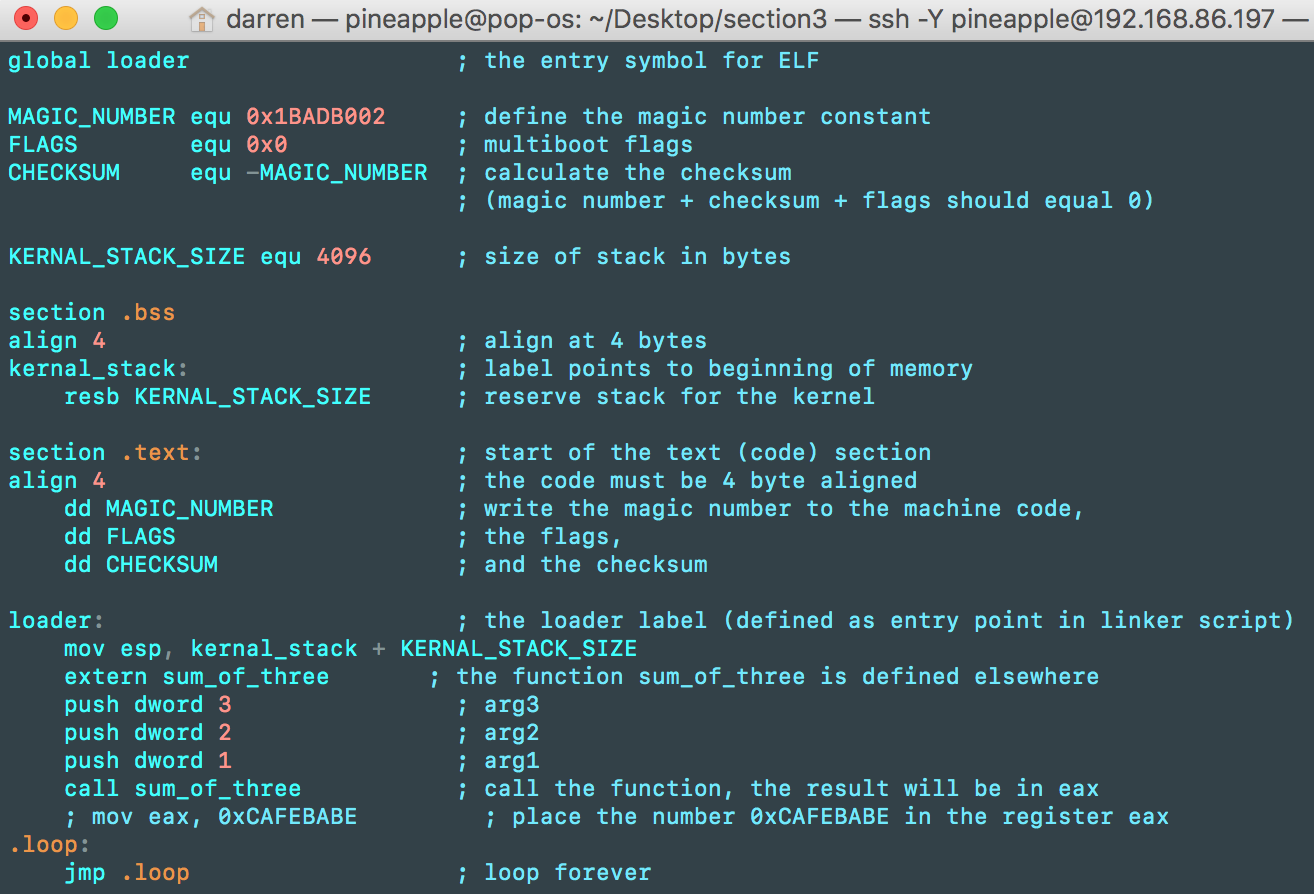 darren — pineapple@pop-os: ~/Desktop/section3 — ssh -Y pineapple@192.168.86.197 —
global loader                   ; the entry symbol for ELF
MAGIC_NUMBER equ 0x1BADB002     ; define the magic number constant
FLAGS        equ 0x0            ; multiboot flags
CHECKSUM     equ -MAGIC_NUMBER  ; calculate the checksum
                                ; (magic number + checksum + flags should equal 0)
KERNAL_STACK_SIZE equ 4096      ; size of stack in bytes
section .bss
align 4                         ; align at 4 bytes
kernal_stack:                   ; label points to beginning of memory
    resb KERNAL_STACK_SIZE      ; reserve stack for the kernel
section .text:                  ; start of the text (code) section
align 4                         ; the code must be 4 byte aligned
    dd MAGIC_NUMBER             ; write the magic number to the machine code,
    dd FLAGS                    ; the flags,
    dd CHECKSUM                 ; and the checksum
loader:                         ; the loader label (defined as entry point in linker script)
    mov esp, kernal_stack + KERNAL_STACK_SIZE
    extern sum_of_three       ; the function sum_of_three is defined elsewhere
    push dword 3                ; arg3
    push dword 2                ; arg2
    push dword 1                ; arg1
    call sum_of_three           ; call the function, the result will be in eax
    ; mov eax, 0xCAFEBABE         ; place the number 0xCAFEBABE in the register eax
.loop:
    jmp .loop                   ; loop forever